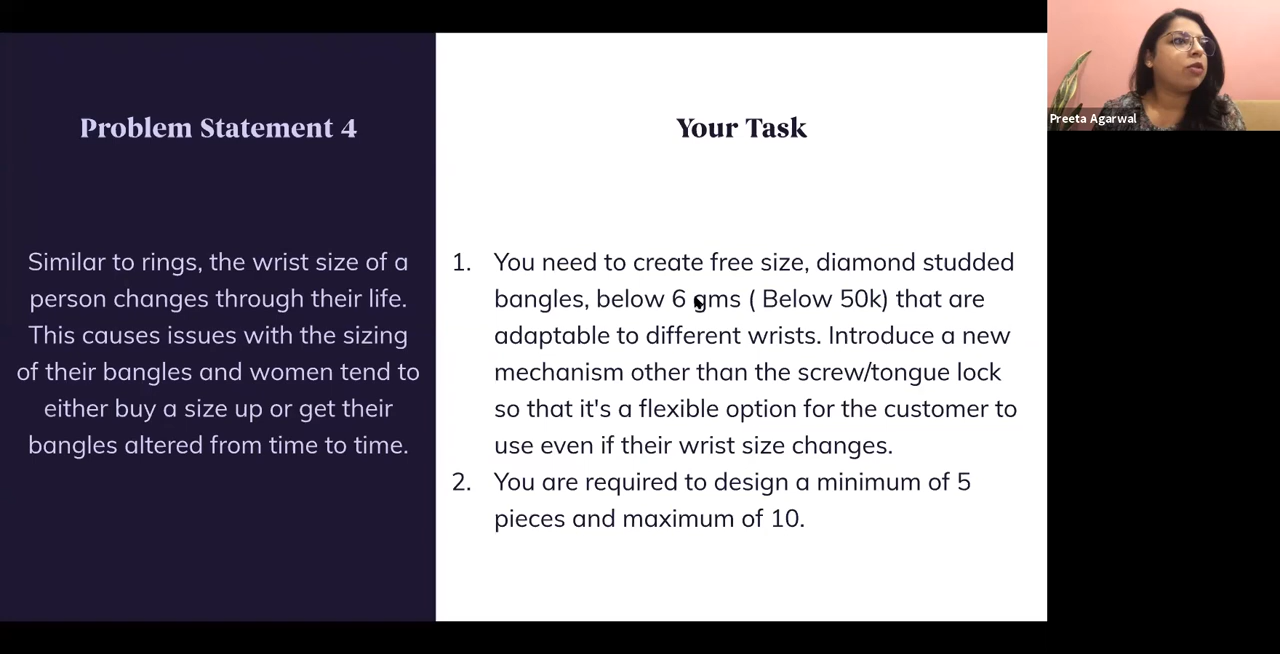 Problem Statement 4
Similar to rings, the wrist size of a
person changes through their life.
This causes issues with the sizing
of their bangles and women tend to
either buy a size up or get their
bangles altered from time to time.
Your Task
1. You need to create free size, diamond studded
bangles, below 6 gms ( Below 50k) that are
adaptable to different wrists. Introduce a new
mechanism other than the screw/tongue lock
so that it's a flexible option for the customer to
use even if their wrist size changes.
2. You are required to design a minimum of 5
pieces and maximum of 10.
Preeta Agarwal